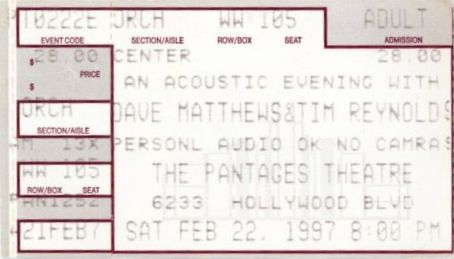 PT0222E ORCH WW 105 ADULT
EVENT CODE SECTION/AISLE ROW/BOX SEAT ADMISSION
$ 28.00 CENTER 28.00
PRICE
$
AN ACOUSTIC EVENING WITH
ORCH DAVE MATTHEWS&TIM REYNOLDS
SECTION/AISLE
13X PERSONL AUDIO OK NO CAMRAS
WW 105 THE PANTAGES THEATRE
ROW/BOX SEAT
6233 HOLLYWOOD BLVD
21FEB7 SAT FEB 22, 1997 8:00 PM